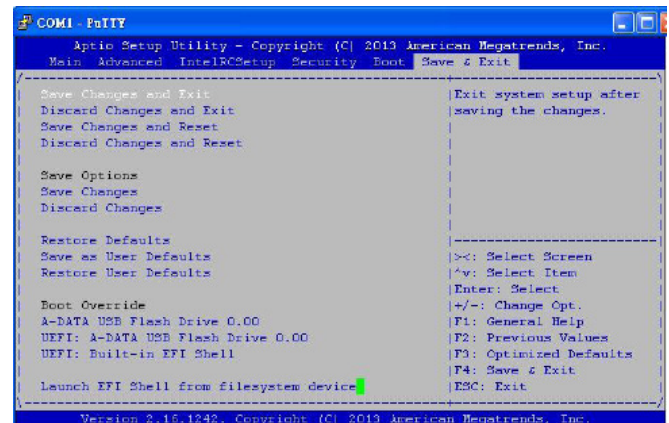 COM1 - PuTTY
Aptio Setup Utility - Copyright (C) 2013 American Megatrends, Inc.
Main Advanced IntelRCSetup Security Boot Save & Exit
Save Changes and Exit
Discard Changes and Exit
Save Changes and Reset
Discard Changes and Reset
Save Options
Save Changes
Discard Changes
Restore Defaults
Save as User Defaults
Restore User Defaults
Boot Override
A-DATA USB Flash Drive 0.00
UEFI: A-DATA USB Flash Drive 0.00
UEFI: Built-in EFI Shell
Launch EFI Shell from filesystem device
Exit system setup after
saving the changes.
><: Select Screen
^v: Select Item
Enter: Select
+/-: Change Opt.
F1: General Help
F2: Previous Values
F3: Optimized Defaults
F4: Save & Exit
ESC: Exit
Version 2.16.1242. Copyright (C) 2013 American Megatrends, Inc.